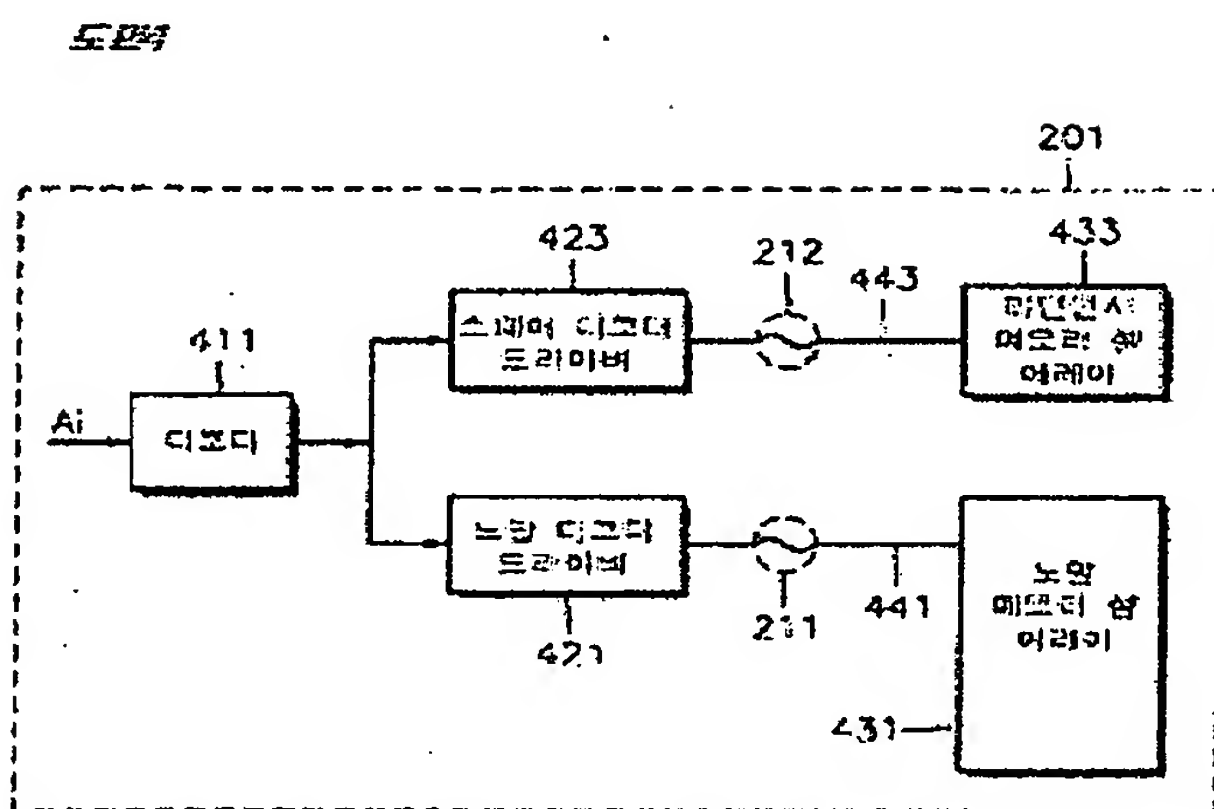 도면4
201
423
212
443
433
스페어 디코더
드라이버
리던던시
메모리 셀
어레이
411
Ai
디코더
노말 디코더
드라이버
421
211
441
노말
메모리 셀
어레이
431